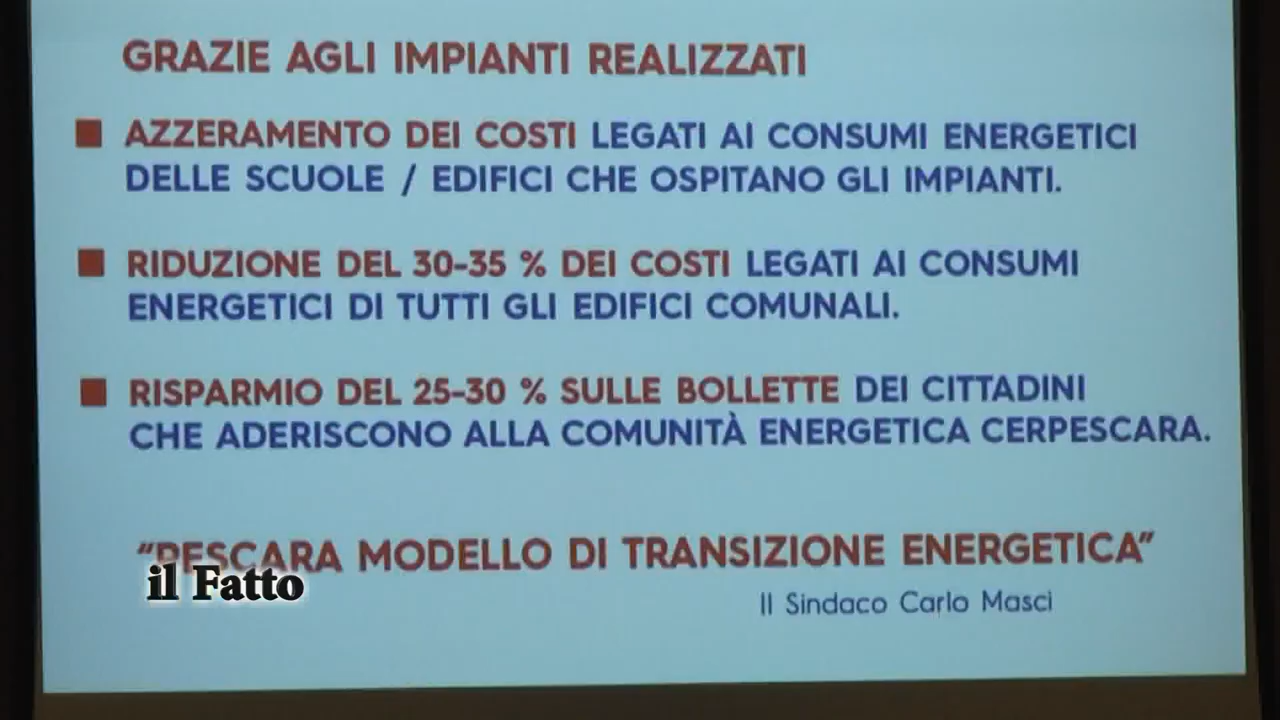 GRAZIE AGLI IMPIANTI REALIZZATI
AZZERAMENTO DEI COSTI LEGATI AI CONSUMI ENERGETICI
DELLE SCUOLE / EDIFICI CHE OSPITANO GLI IMPIANTI.
RIDUZIONE DEL 30-35 % DEI COSTI LEGATI AI CONSUMI
ENERGETICI DI TUTTI GLI EDIFICI COMUNALI.
RISPARMIO DEL 25-30 % SULLE BOLLETTE DEI CITTADINI
CHE ADERISCONO ALLA COMUNITÀ ENERGETICA CERPESCARA.
“PESCARA MODELLO DI TRANSIZIONE ENERGETICA”
il Fatto
Il Sindaco Carlo Masci